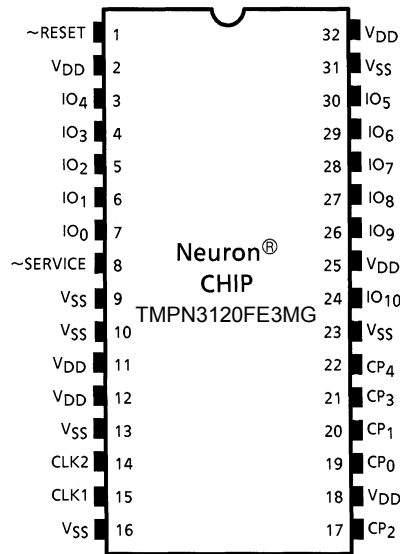 ~RESET 1 32 VDD
VDD 2 31 VSS
IO4 3 30 IO5
IO3 4 29 IO6
IO2 5 28 IO7
IO1 6 27 IO8
IO0 7 26 IO9
~SERVICE 8 25 VDD
VSS 9 24 IO10
VSS 10 23 VSS
VDD 11 22 CP4
VDD 12 21 CP3
VSS 13 20 CP1
CLK2 14 19 CP0
CLK1 15 18 VDD
VSS 16 17 CP2
Neuron®
CHIP
TMPN3120FE3MG